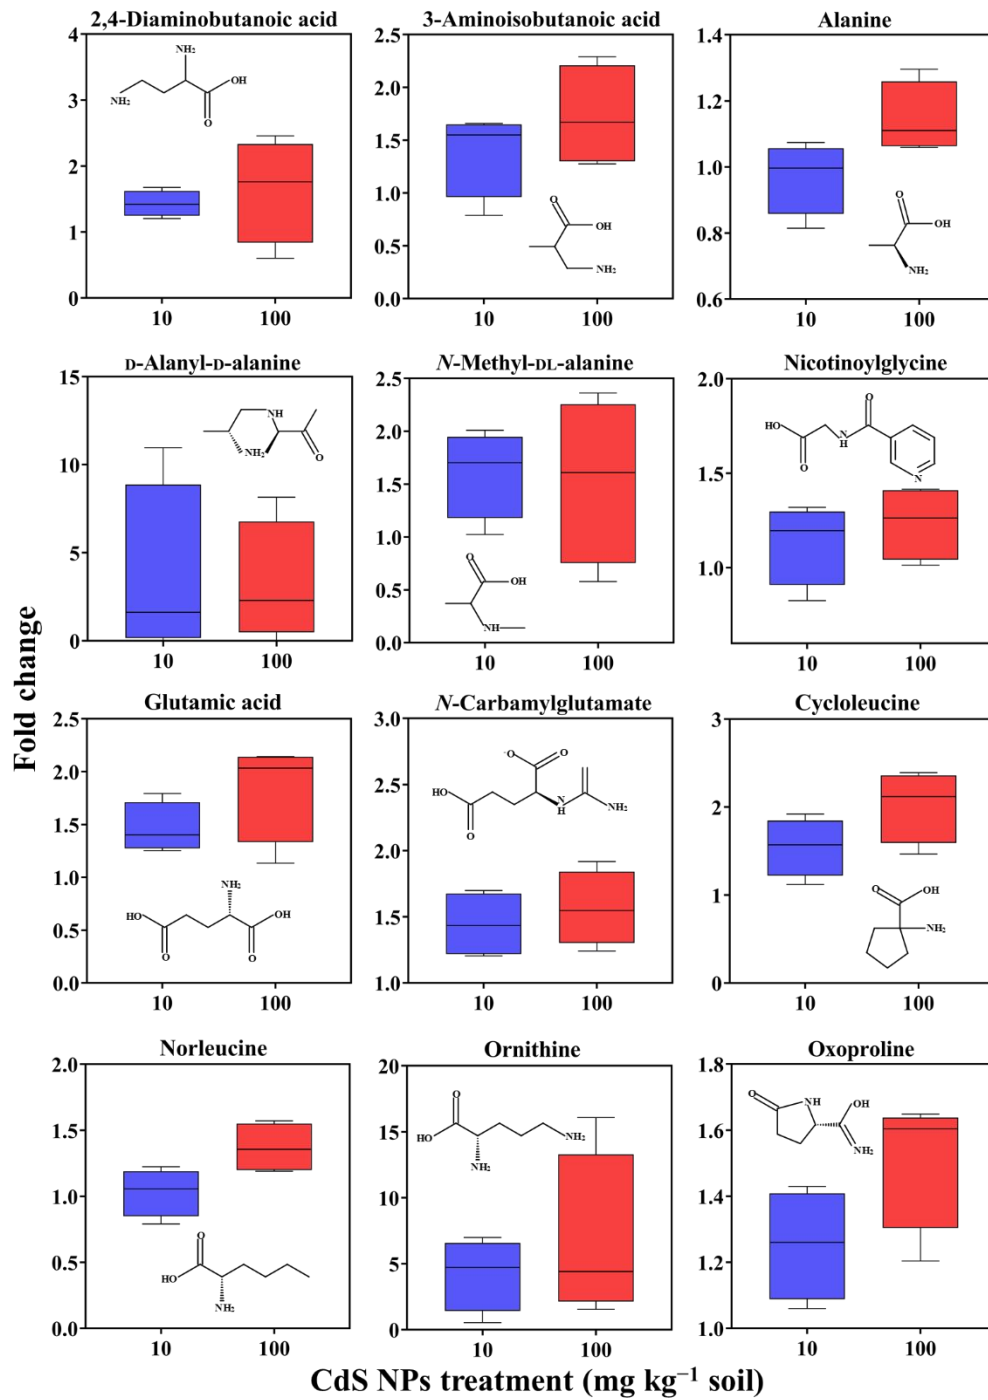 2,4-Diaminobutanoic acid
4
3
2
1
0
NH₂
NH₂
OH
O
10
100
3-Aminoisobutanoic acid
2.5
2.0
1.5
1.0
0.5
0.0
O
OH
NH₂
10
100
Alanine
1.4
1.2
1.0
0.8
0.6
O
OH
NH₂
10
100
D-Alanyl-D-alanine
15
10
5
0
NH
NH₂
O
10
100
N-Methyl-DL-alanine
2.5
2.0
1.5
1.0
0.5
0.0
O
OH
NH
10
100
Nicotinoylglycine
2.0
1.5
1.0
O
HO
O
N
H
N
10
100
Fold change
Glutamic acid
2.5
2.0
1.5
1.0
0.5
0.0
NH₂
HO
OH
O
O
10
100
N-Carbamylglutamate
3.0
2.5
2.0
1.5
1.0
⁻O
O
HO
O
N
H
NH₂
10
100
Cycloleucine
3
2
1
0
O
OH
NH₂
10
100
Norleucine
2.0
1.5
1.0
0.5
0.0
O
HO
NH₂
10
100
Ornithine
20
15
10
5
0
O
HO
NH₂
NH₂
10
100
Oxoproline
1.8
1.6
1.4
1.2
1.0
O
NH
OH
NH₂
10
100
CdS NPs treatment (mg kg⁻¹ soil)